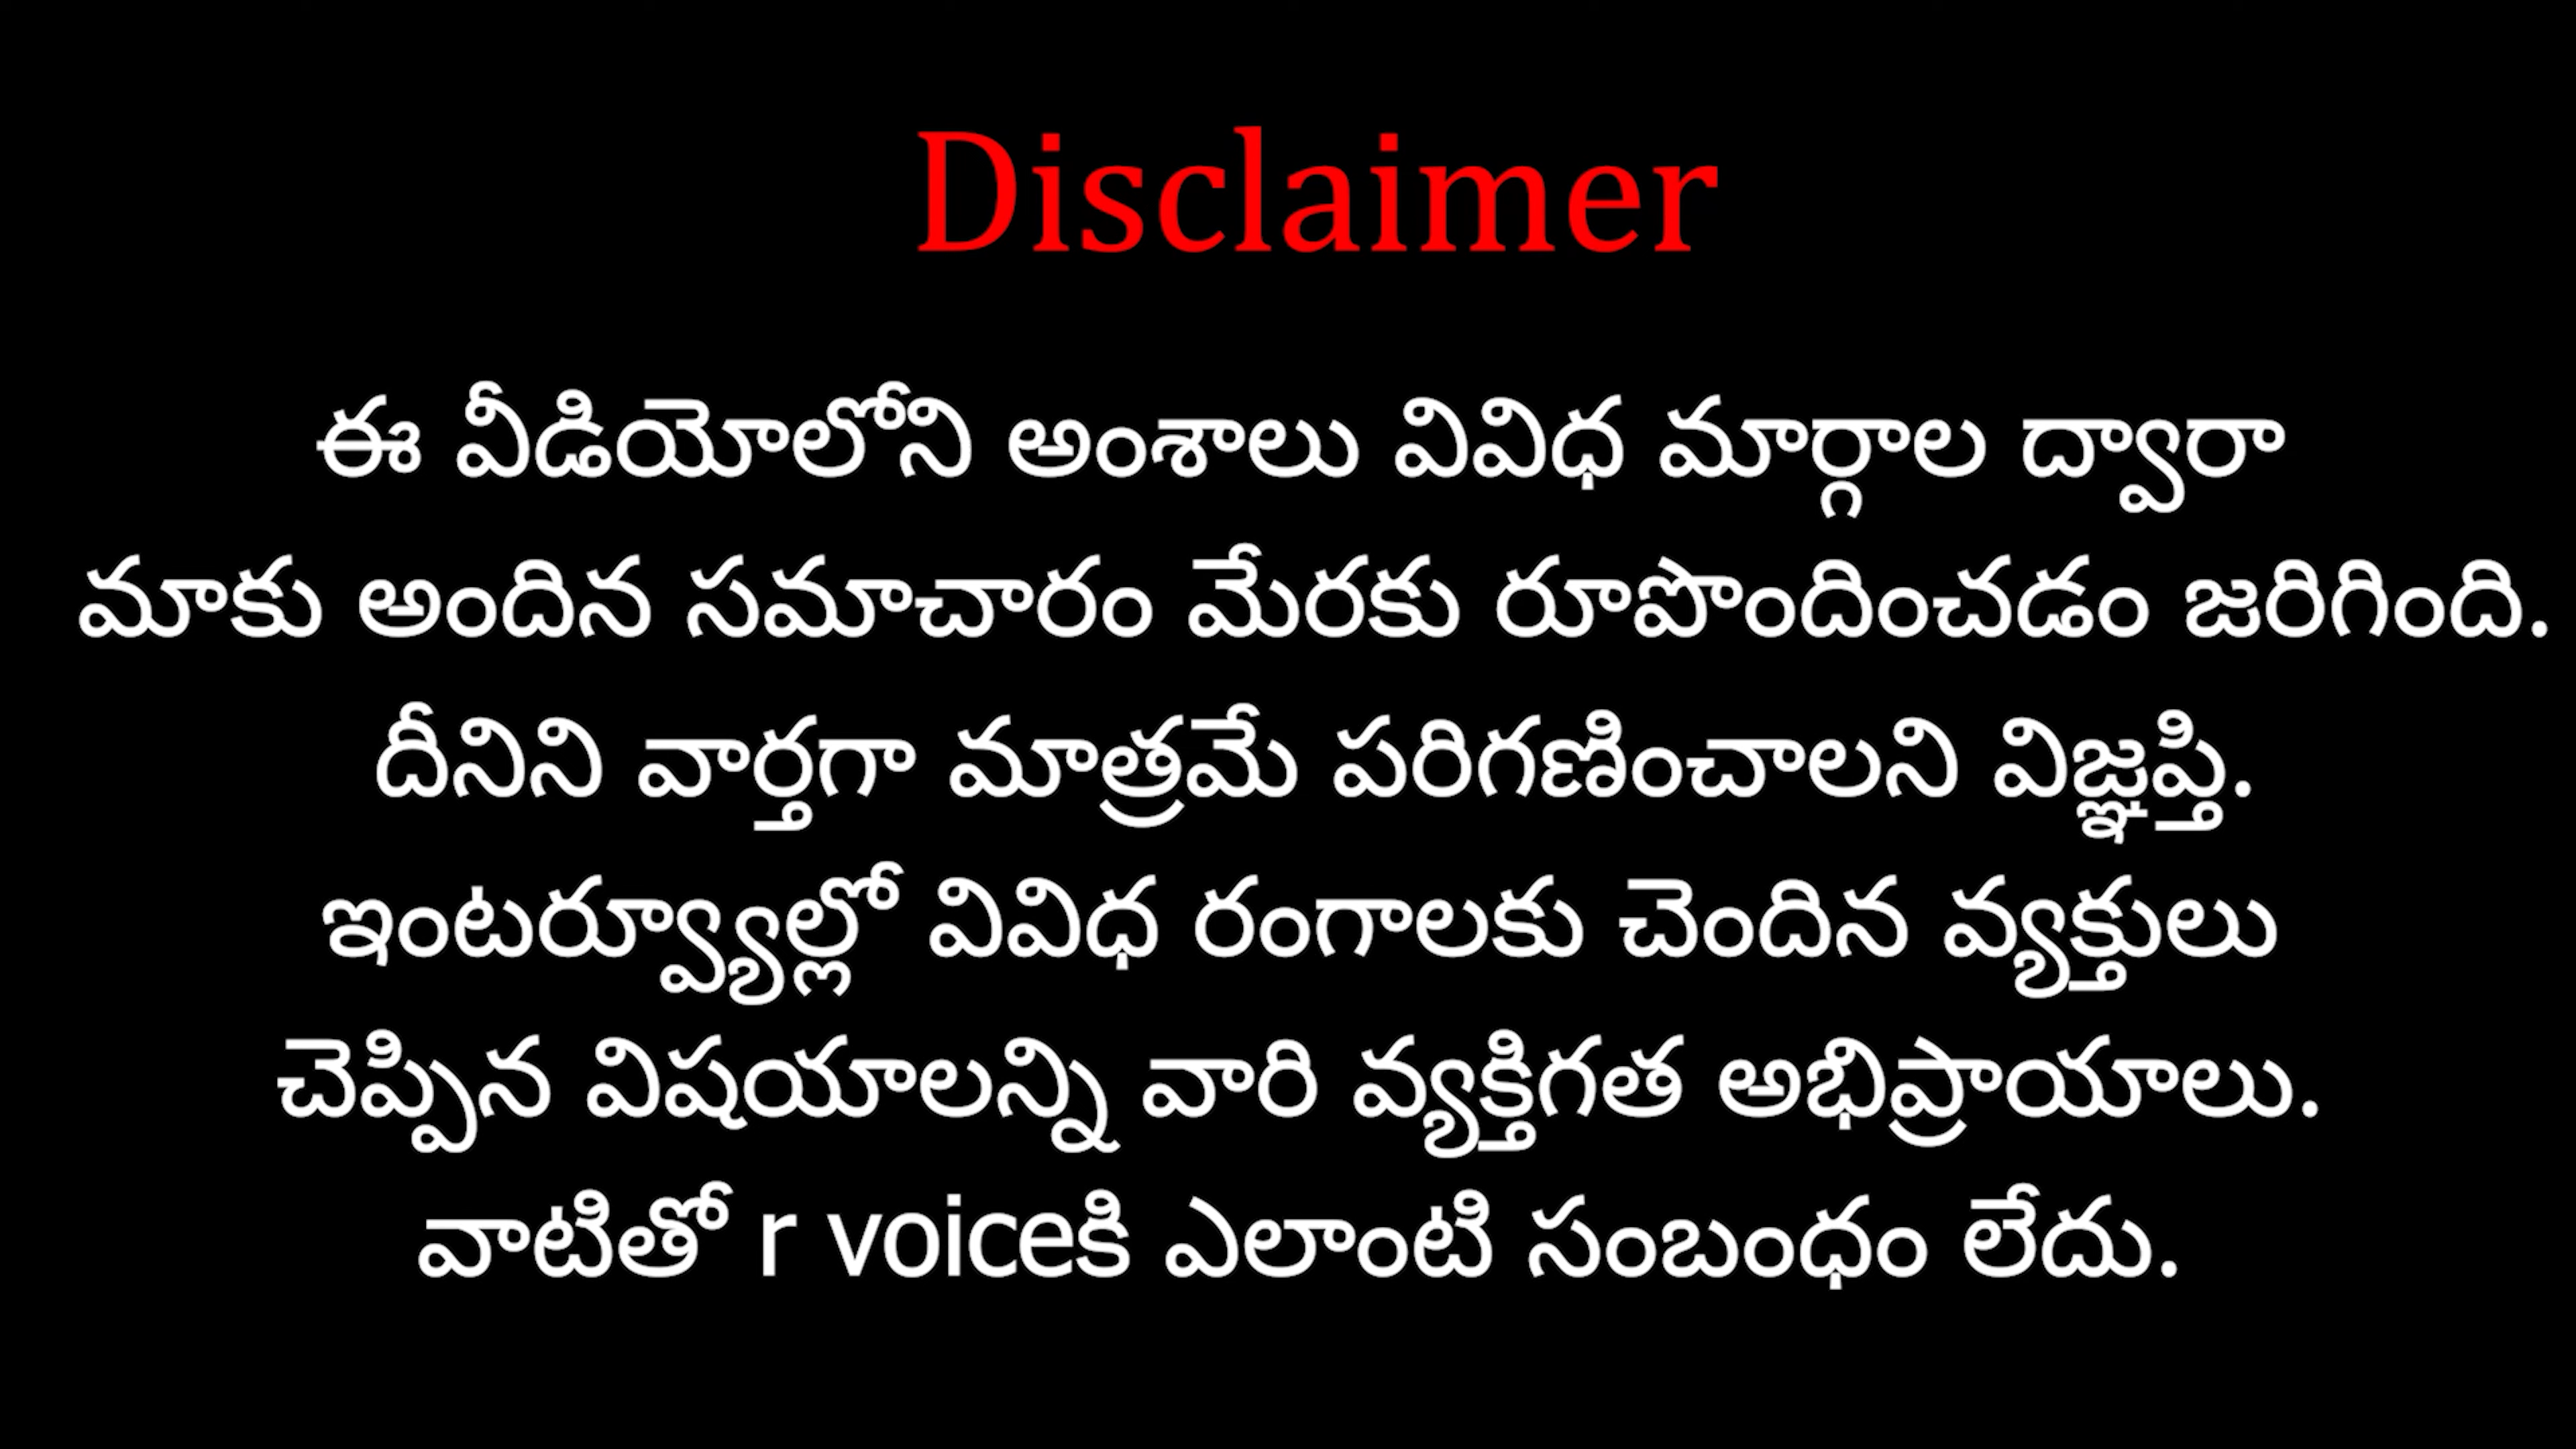 Disclaimer
ఈ వీడియోలోని అంశాలు వివిధ మార్గాల ద్వారా
మాకు అందిన సమాచారం మేరకు రూపొందించడం జరిగింది.
దీనిని వార్తగా మాత్రమే పరిగణించాలని విజ్ఞప్తి.
ఇంటర్వ్యూల్లో వివిధ రంగాలకు చెందిన వ్యక్తులు
చెప్పిన విషయాలన్ని వారి వ్యక్తిగత అభిప్రాయాలు.
వాటితో r voiceకి ఎలాంటి సంబంధం లేదు.